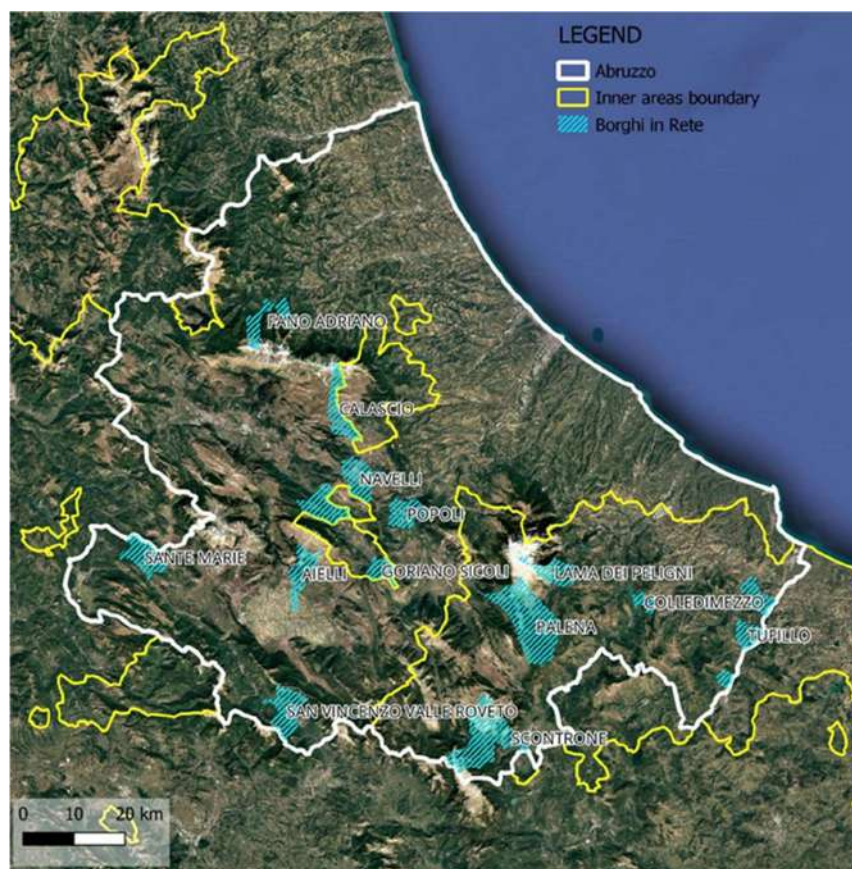 LEGEND
Abruzzo
Inner areas boundary
Borghi in Rete
FANO ADRIANO
CALASCIO
NAVELLI
POPOLI
SANTE MARIE
AIELLI
GORIANO SICOLI
LAMA DEI PELIGNI
COLLEDIMEZZO
PALENA
TUFILLO
SAN VINCENZO VALLE ROVETO
SCONTRONE
0 10 20 km